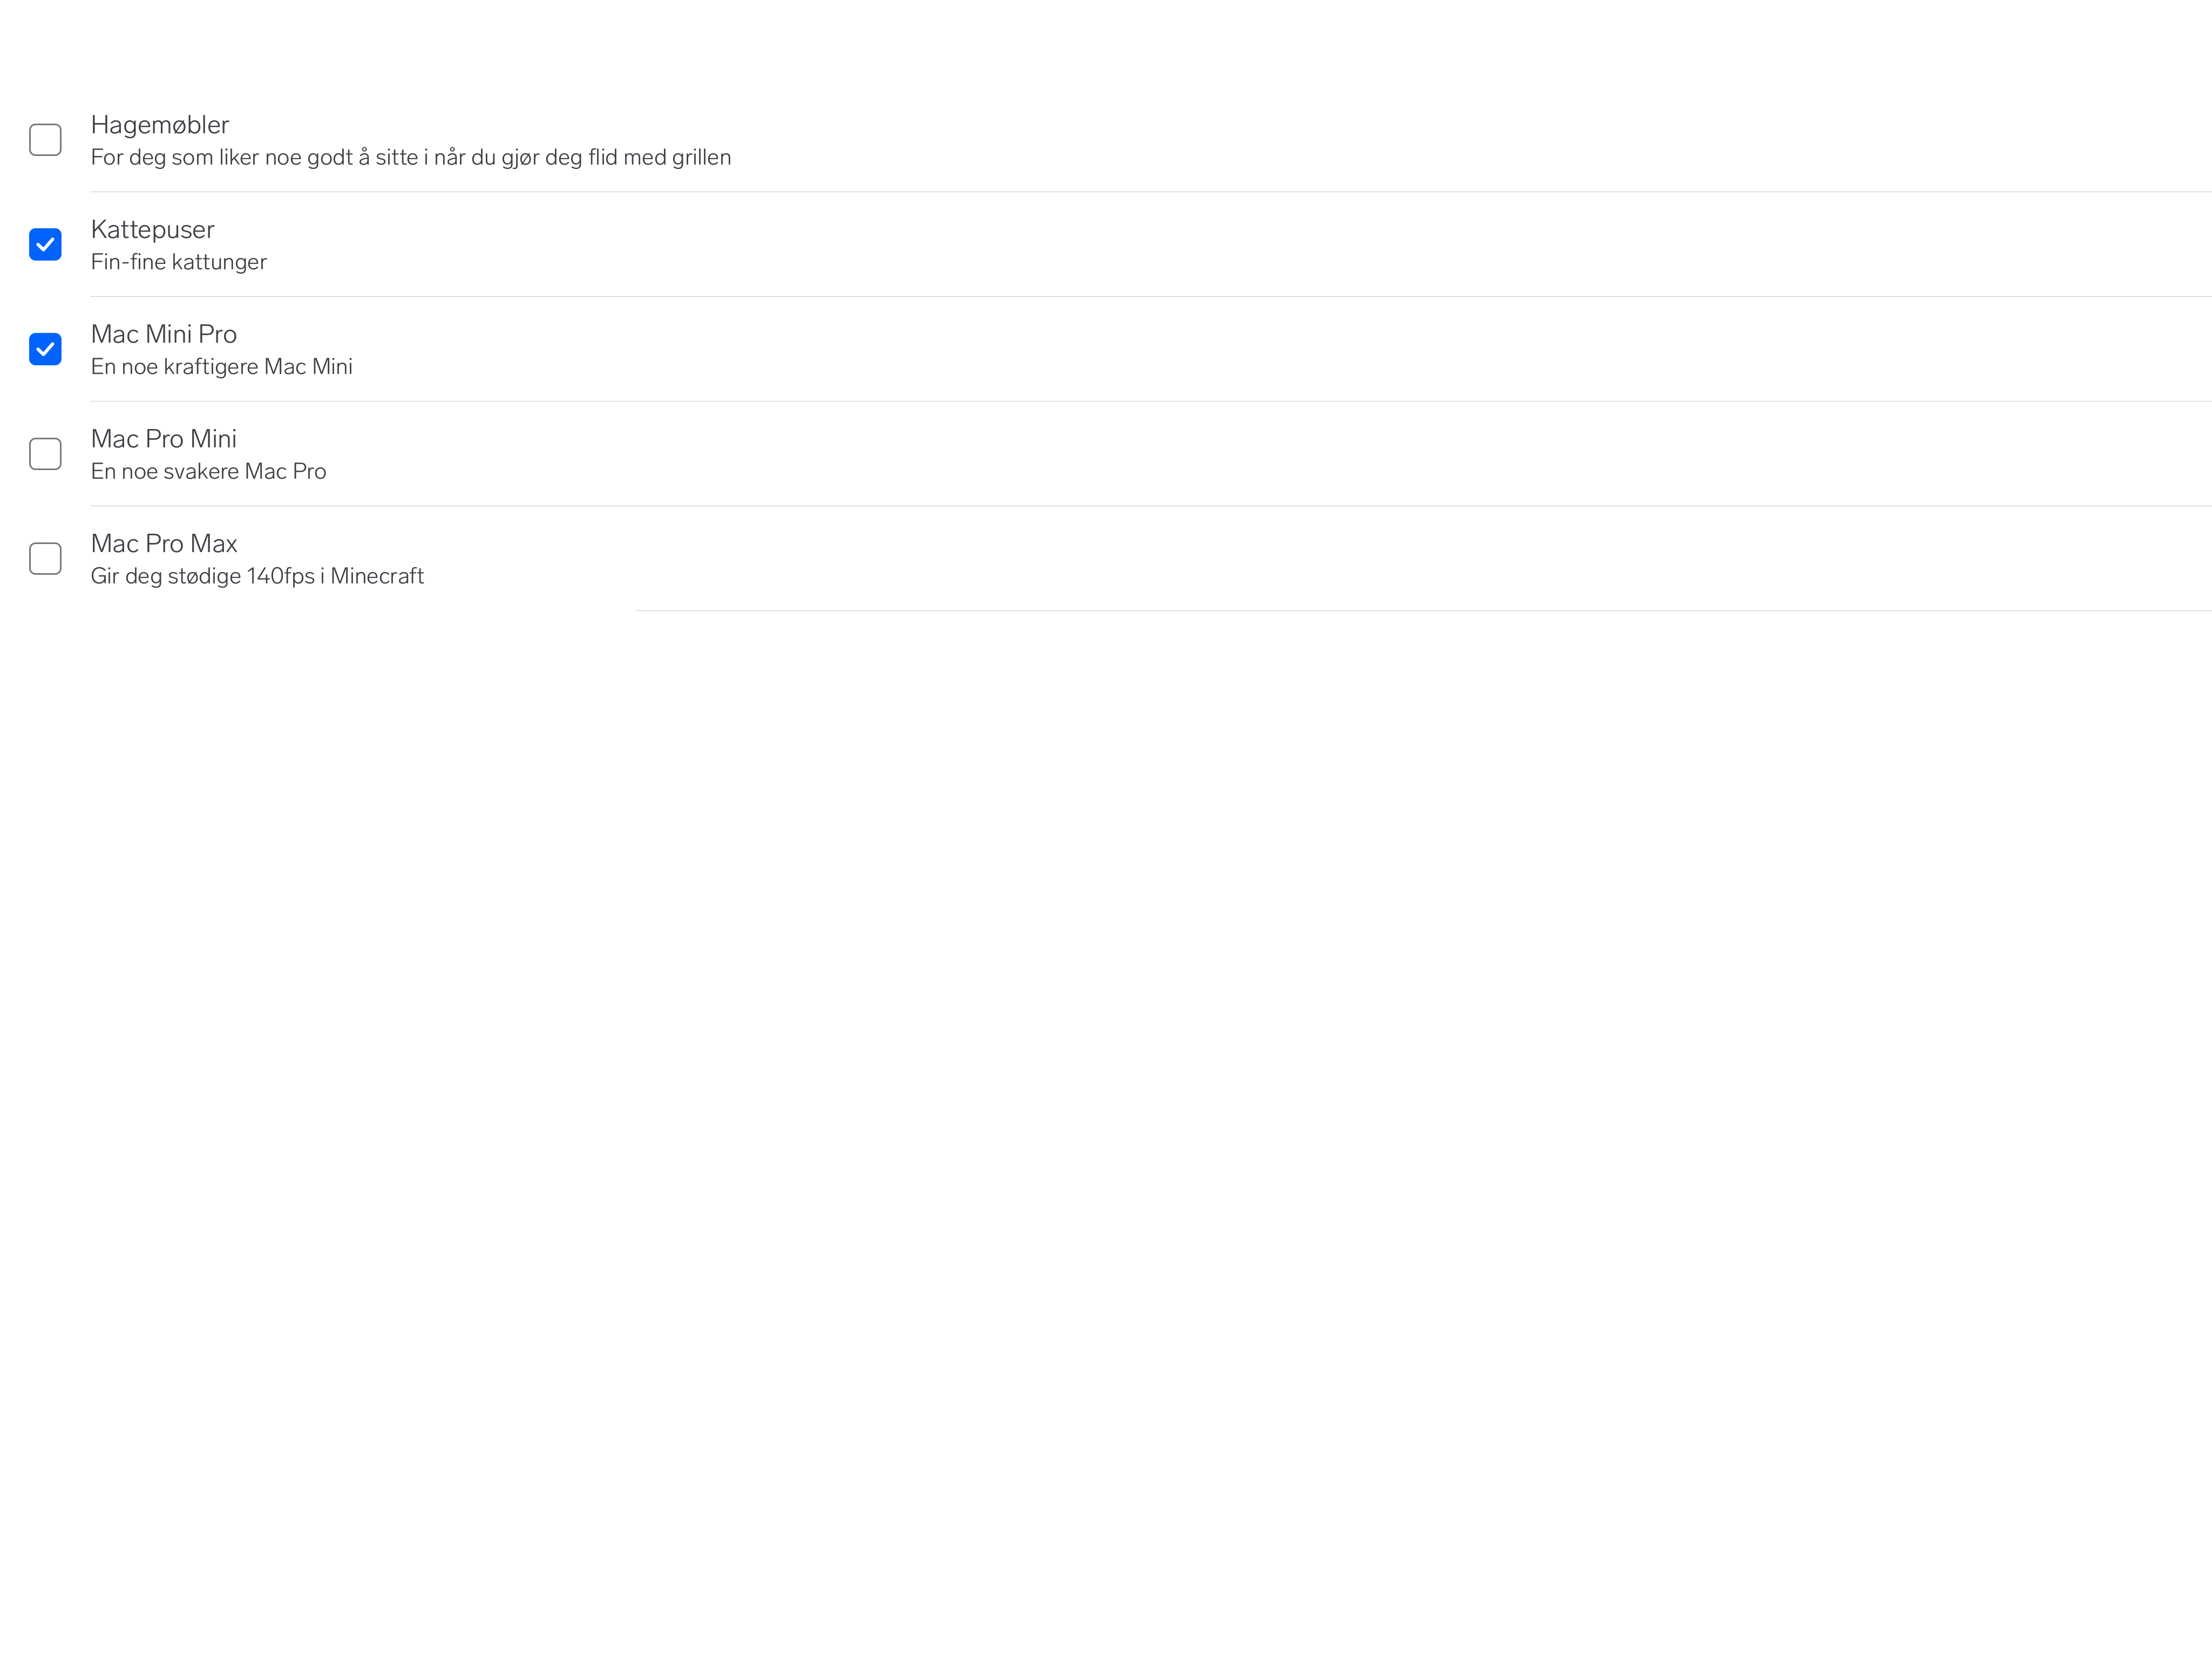 Hagemøbler
For deg som liker noe godt å sitte i når du gjør deg flid med grillen
Kattepuser
Fin-fine kattunger
Mac Mini Pro
En noe kraftigere Mac Mini
Mac Pro Mini
En noe svakere Mac Pro
Mac Pro Max
Gir deg stødige 140fps i Minecraft